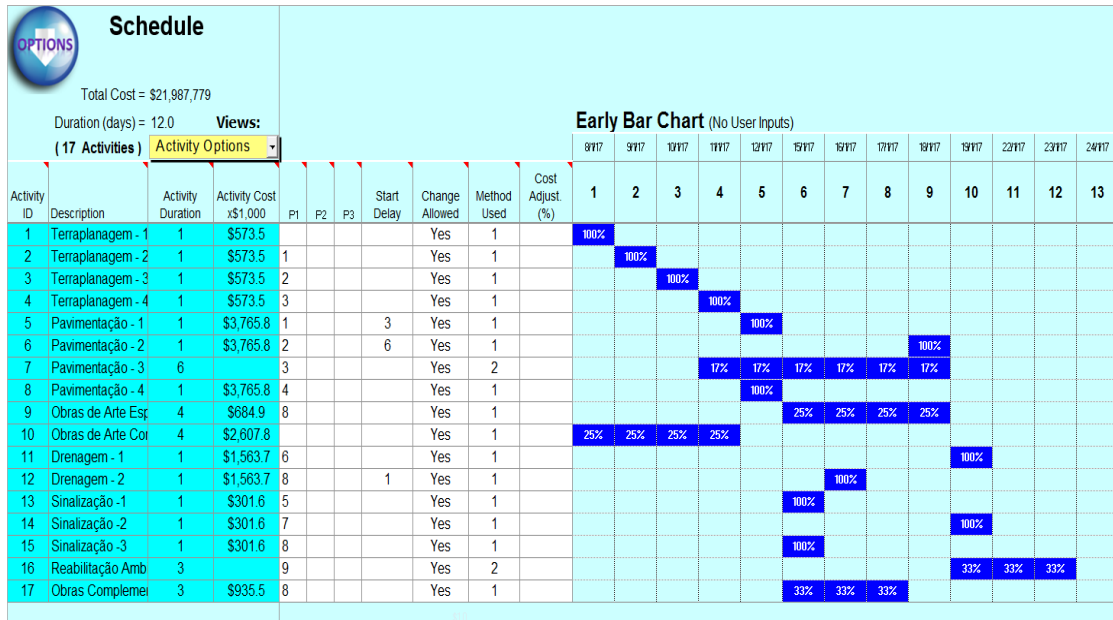 OPTIONS
Schedule
Total Cost = $21,987,779
Duration (days) = 12.0 Views:
( 17 Activities ) Activity Options
Early Bar Chart (No User Inputs)
8/1/17 9/1/17 10/1/17 11/1/17 12/1/17 15/1/17 16/1/17 17/1/17 18/1/17 19/1/17 22/1/17 23/1/17 24/1/17
Activity ID Description Activity Duration Activity Cost x$1,000 P1 P2 P3 Start Delay Change Allowed Method Used Cost Adjust. (%) 1 2 3 4 5 6 7 8 9 10 11 12 13
1 Terraplanagem - 1 1 $573.5 Yes 1 100%
2 Terraplanagem - 2 1 $573.5 1 Yes 1 100%
3 Terraplanagem - 3 1 $573.5 2 Yes 1 100%
4 Terraplanagem - 4 1 $573.5 3 Yes 1 100%
5 Pavimentação - 1 1 $3,765.8 1 3 Yes 1 100%
6 Pavimentação - 2 1 $3,765.8 2 6 Yes 1 100%
7 Pavimentação - 3 6 3 Yes 2 17% 17% 17% 17% 17% 17%
8 Pavimentação - 4 1 $3,765.8 4 Yes 1 100%
9 Obras de Arte Esp 4 $684.9 8 Yes 1 25% 25% 25% 25%
10 Obras de Arte Cor 4 $2,607.8 Yes 1 25% 25% 25% 25%
11 Drenagem - 1 1 $1,563.7 6 Yes 1 100%
12 Drenagem - 2 1 $1,563.7 8 1 Yes 1 100%
13 Sinalização -1 1 $301.6 5 Yes 1 100%
14 Sinalização -2 1 $301.6 7 Yes 1 100%
15 Sinalização -3 1 $301.6 8 Yes 1 100%
16 Reabilitação Amb 3 9 Yes 2 33% 33% 33%
17 Obras Complemei 3 $935.5 8 Yes 1 33% 33% 33%